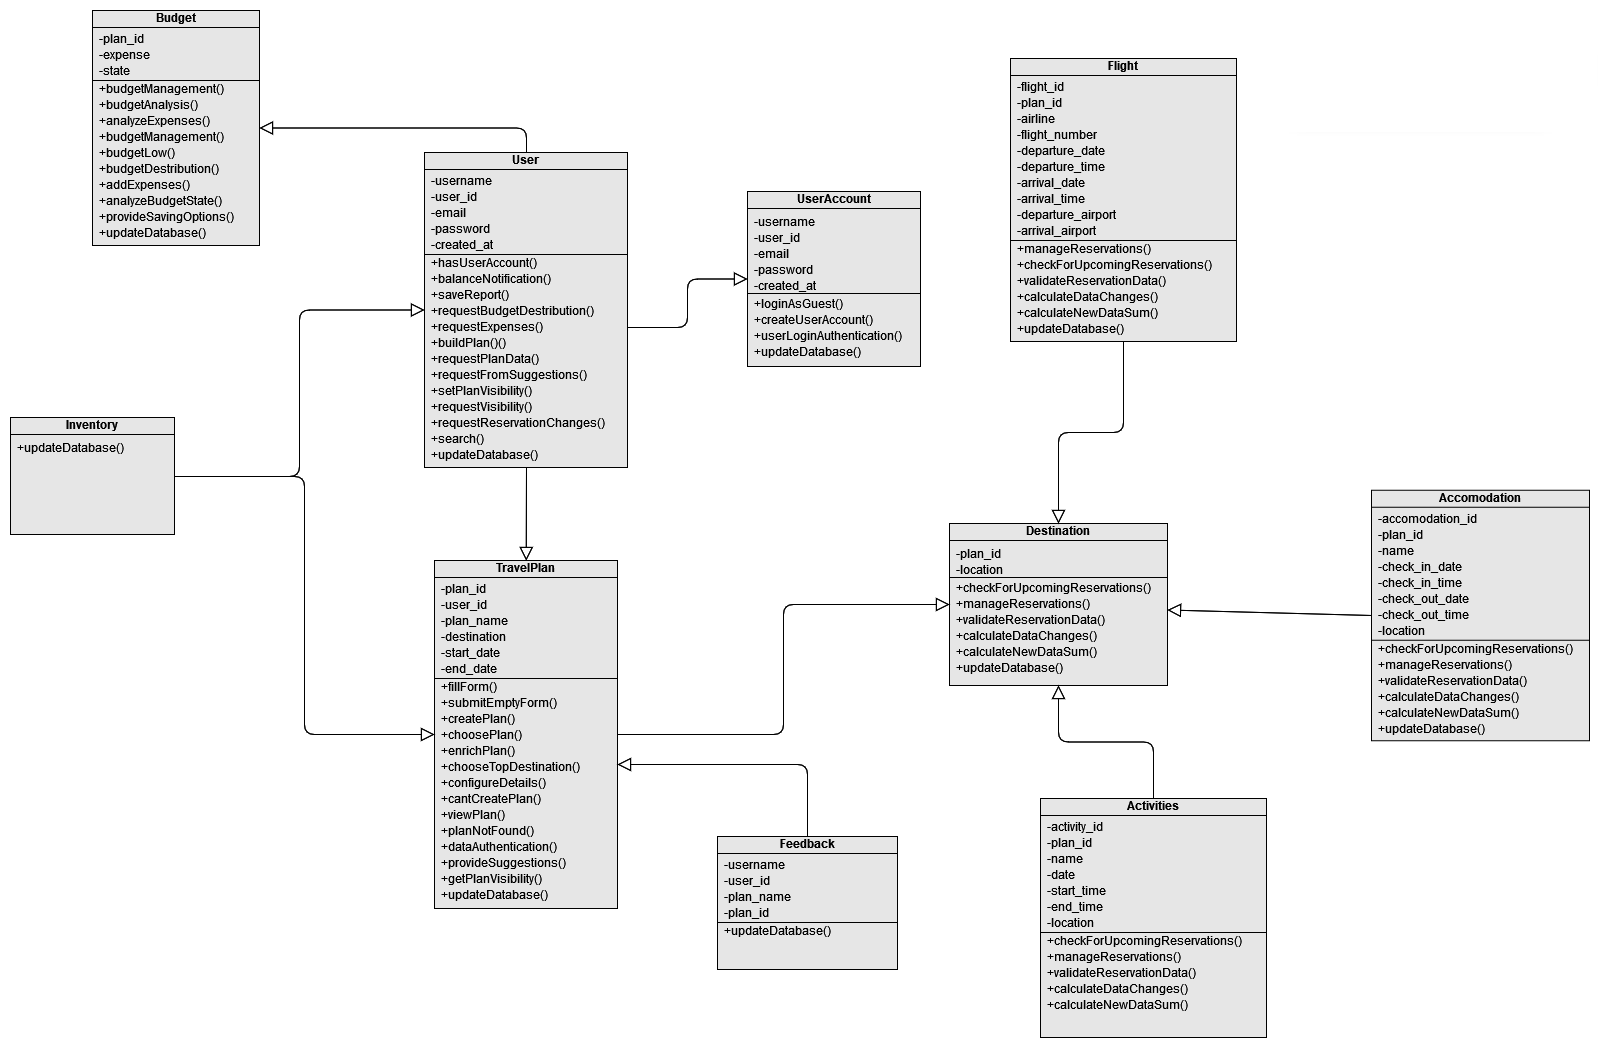 Budget
-plan_id
-expense
-state
+budgetManagement()
+budgetAnalysis()
+analyzeExpenses()
+budgetManagement()
+budgetLow()
+budgetDestribution()
+addExpenses()
+analyzeBudgetState()
+provideSavingOptions()
+updateDatabase()
User
-username
-user_id
-email
-password
-created_at
+hasUserAccount()
+balanceNotification()
+saveReport()
+requestBudgetDestribution()
+requestExpenses()
+buildPlan()()
+requestPlanData()
+requestFromSuggestions()
+setPlanVisibility()
+requestVisibility()
+requestReservationChanges()
+search()
+updateDatabase()
UserAccount
-username
-user_id
-email
-password
-created_at
+loginAsGuest()
+createUserAccount()
+userLoginAuthentication()
+updateDatabase()
Flight
-flight_id
-plan_id
-airline
-flight_number
-departure_date
-departure_time
-arrival_date
-arrival_time
-departure_airport
-arrival_airport
+manageReservations()
+checkForUpcomingReservations()
+validateReservationData()
+calculateDataChanges()
+calculateNewDataSum()
+updateDatabase()
Inventory
+updateDatabase()
TravelPlan
-plan_id
-user_id
-plan_name
-destination
-start_date
-end_date
+fillForm()
+submitEmptyForm()
+createPlan()
+choosePlan()
+enrichPlan()
+chooseTopDestination()
+configureDetails()
+cantCreatePlan()
+viewPlan()
+planNotFound()
+dataAuthentication()
+provideSuggestions()
+getPlanVisibility()
+updateDatabase()
Destination
-plan_id
-location
+checkForUpcomingReservations()
+manageReservations()
+validateReservationData()
+calculateDataChanges()
+calculateNewDataSum()
+updateDatabase()
Accomodation
-accomodation_id
-plan_id
-name
-check_in_date
-check_in_time
-check_out_date
-check_out_time
-location
+checkForUpcomingReservations()
+manageReservations()
+validateReservationData()
+calculateDataChanges()
+calculateNewDataSum()
+updateDatabase()
Feedback
-username
-user_id
-plan_name
-plan_id
+updateDatabase()
Activities
-activity_id
-plan_id
-name
-date
-start_time
-end_time
-location
+checkForUpcomingReservations()
+manageReservations()
+validateReservationData()
+calculateDataChanges()
+calculateNewDataSum()